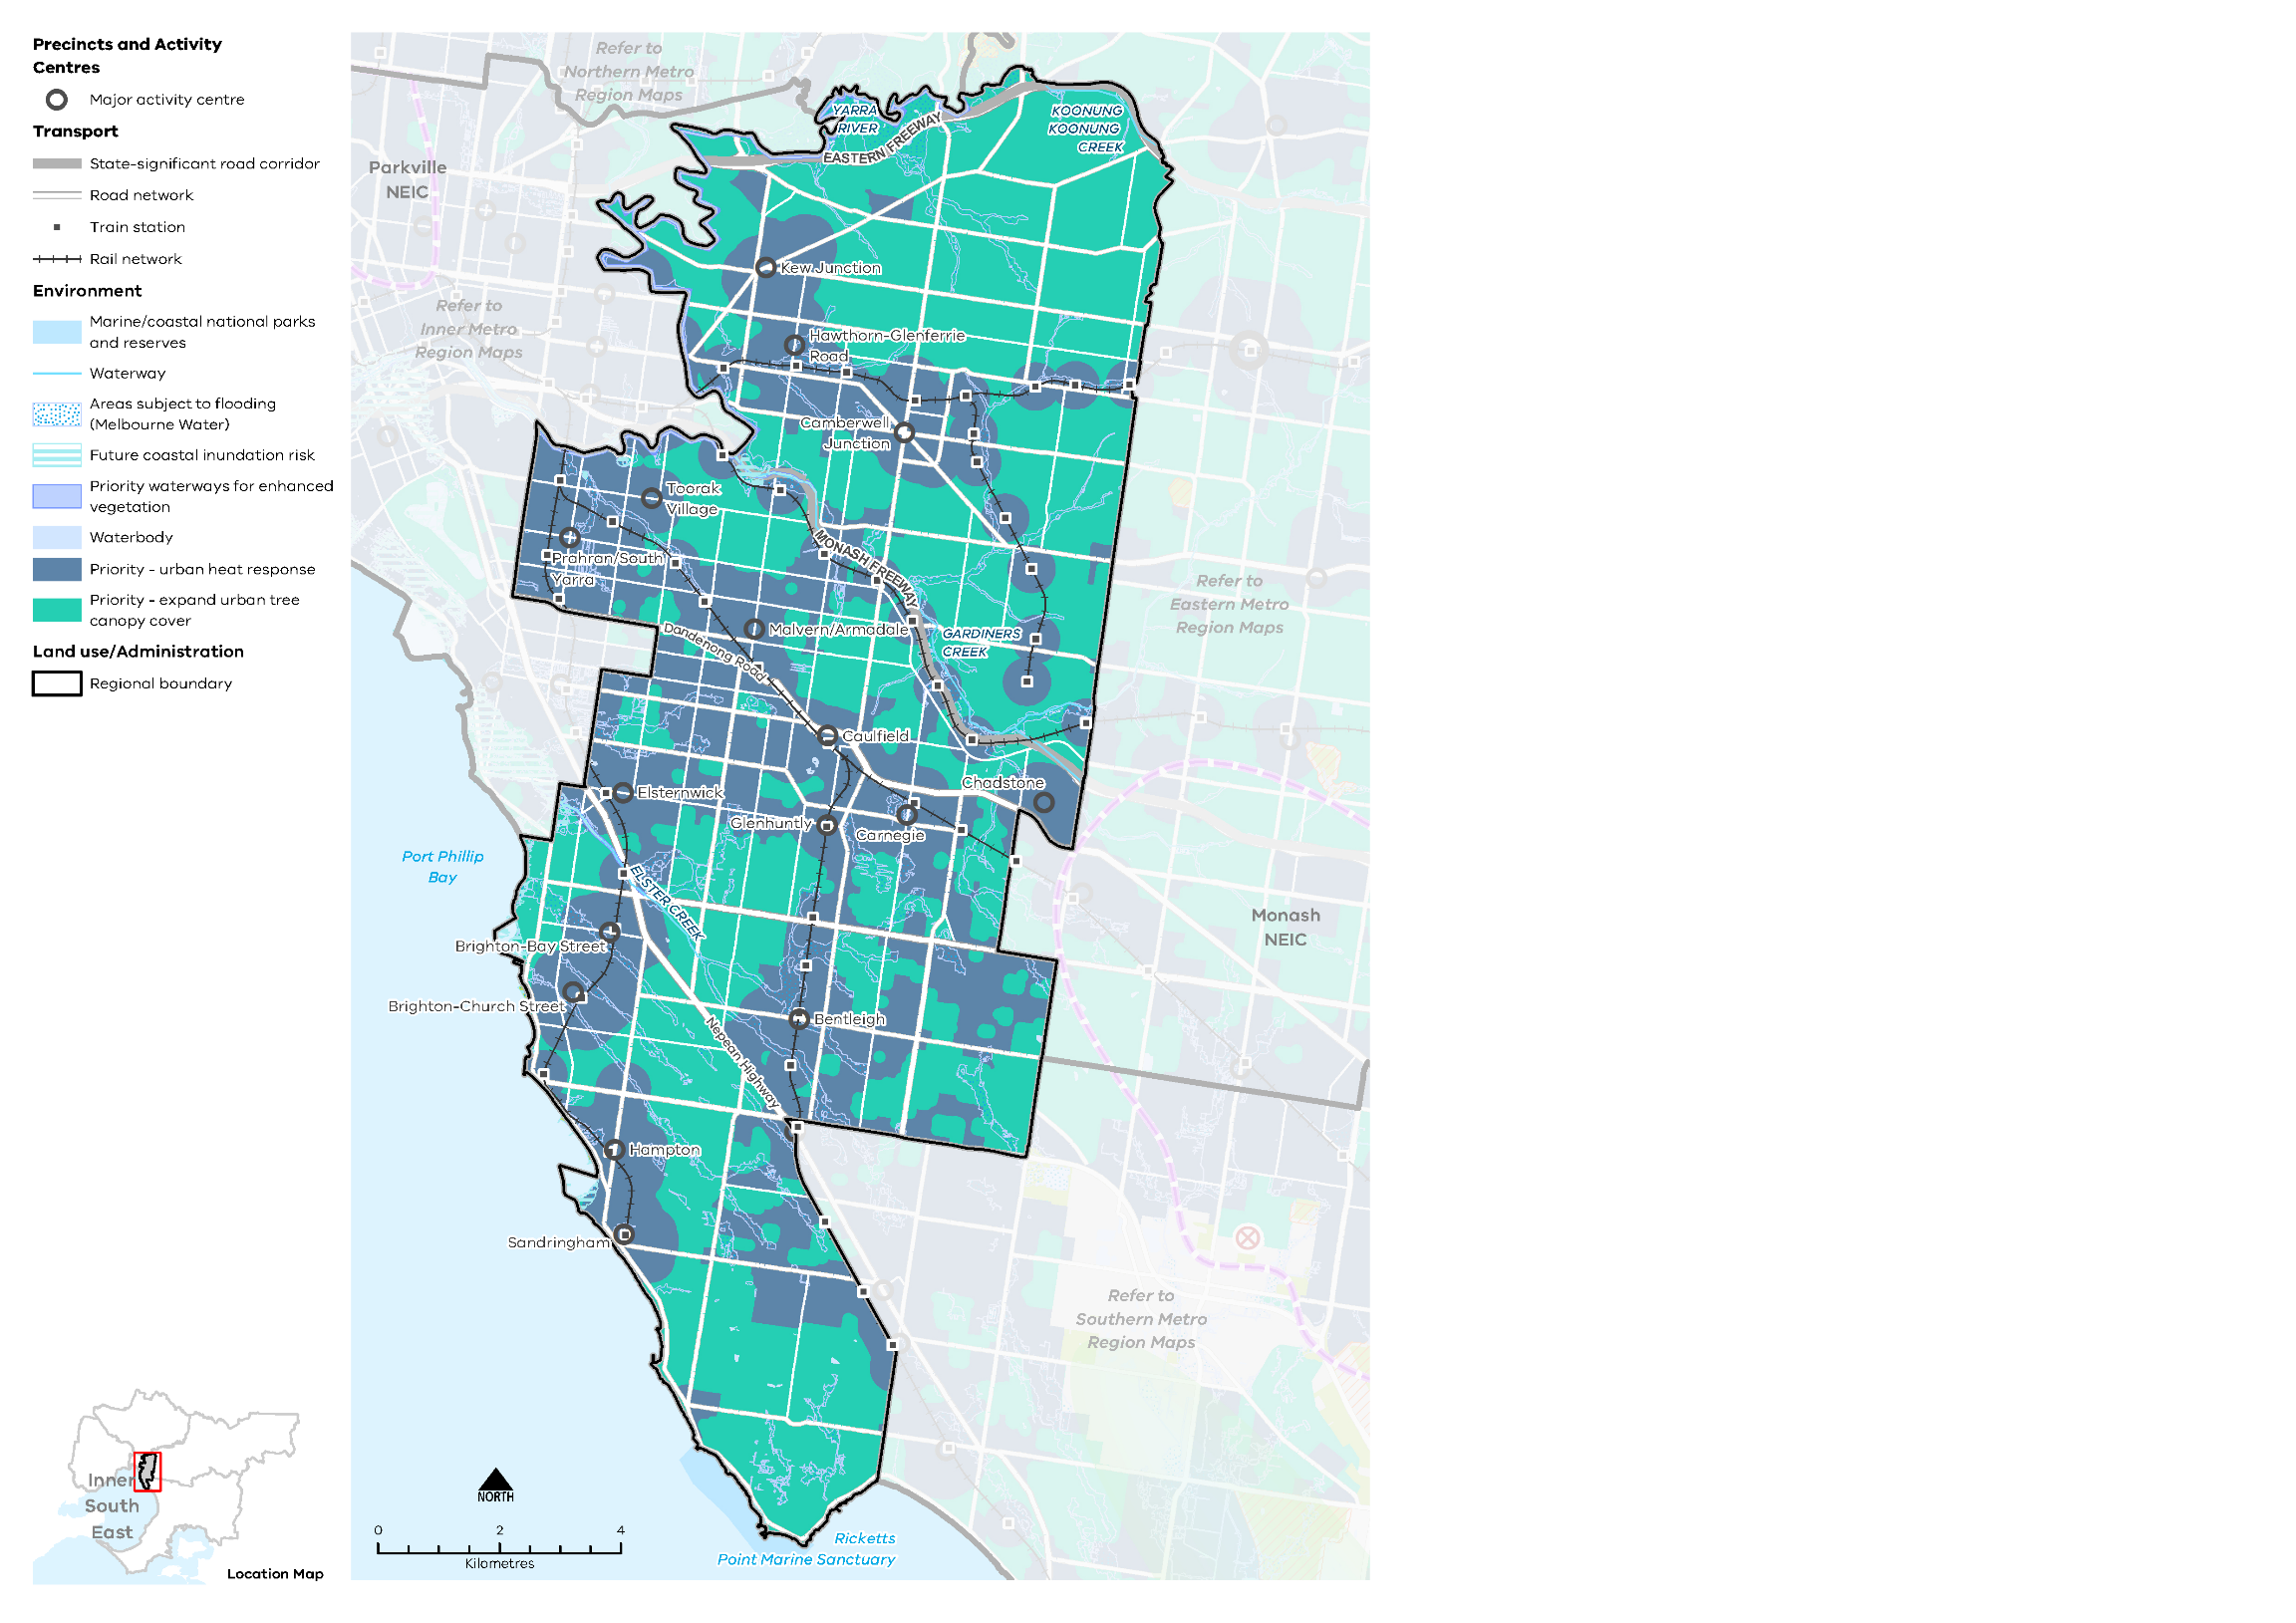 Precincts and Activity
Centres
Major activity centre
Transport
State-significant road corridor
Road network
Train station
Rail network
Environment
Marine/coastal national parks
and reserves
Waterway
Areas subject to flooding
(Melbourne Water)
Future coastal inundation risk
Priority waterways for enhanced
vegetation
Waterbody
Priority - urban heat response
Priority - expand urban tree
canopy cover
Land use/Administration
Regional boundary
Refer to
Northern Metro
Region Maps
YARRA
RIVER
EASTERN FREEWAY
KOONUNG
KOONUNG
CREEK
Parkville
NEIC
Kew Junction
Refer to
Inner Metro
Region Maps
Hawthorn-Glenferrie
Road
Camberwell
Junction
Toorak
Village
Prahran/South
Yarra
MONASH FREEWAY
Refer to
Eastern Metro
Region Maps
Malvern/Armadale
GARDINERS
CREEK
Dandenong Road
Caulfield
Chadstone
Elsternwick
Glenhuntly
Carnegie
Port Phillip
Bay
ELSTER CREEK
Monash
NEIC
Brighton-Bay Street
Brighton-Church Street
Bentleigh
Nepean Highway
Hampton
Sandringham
Refer to
Southern Metro
Region Maps
Inner
South
East
Location Map
NORTH
0 2 4
Kilometres
Ricketts
Point Marine Sanctuary